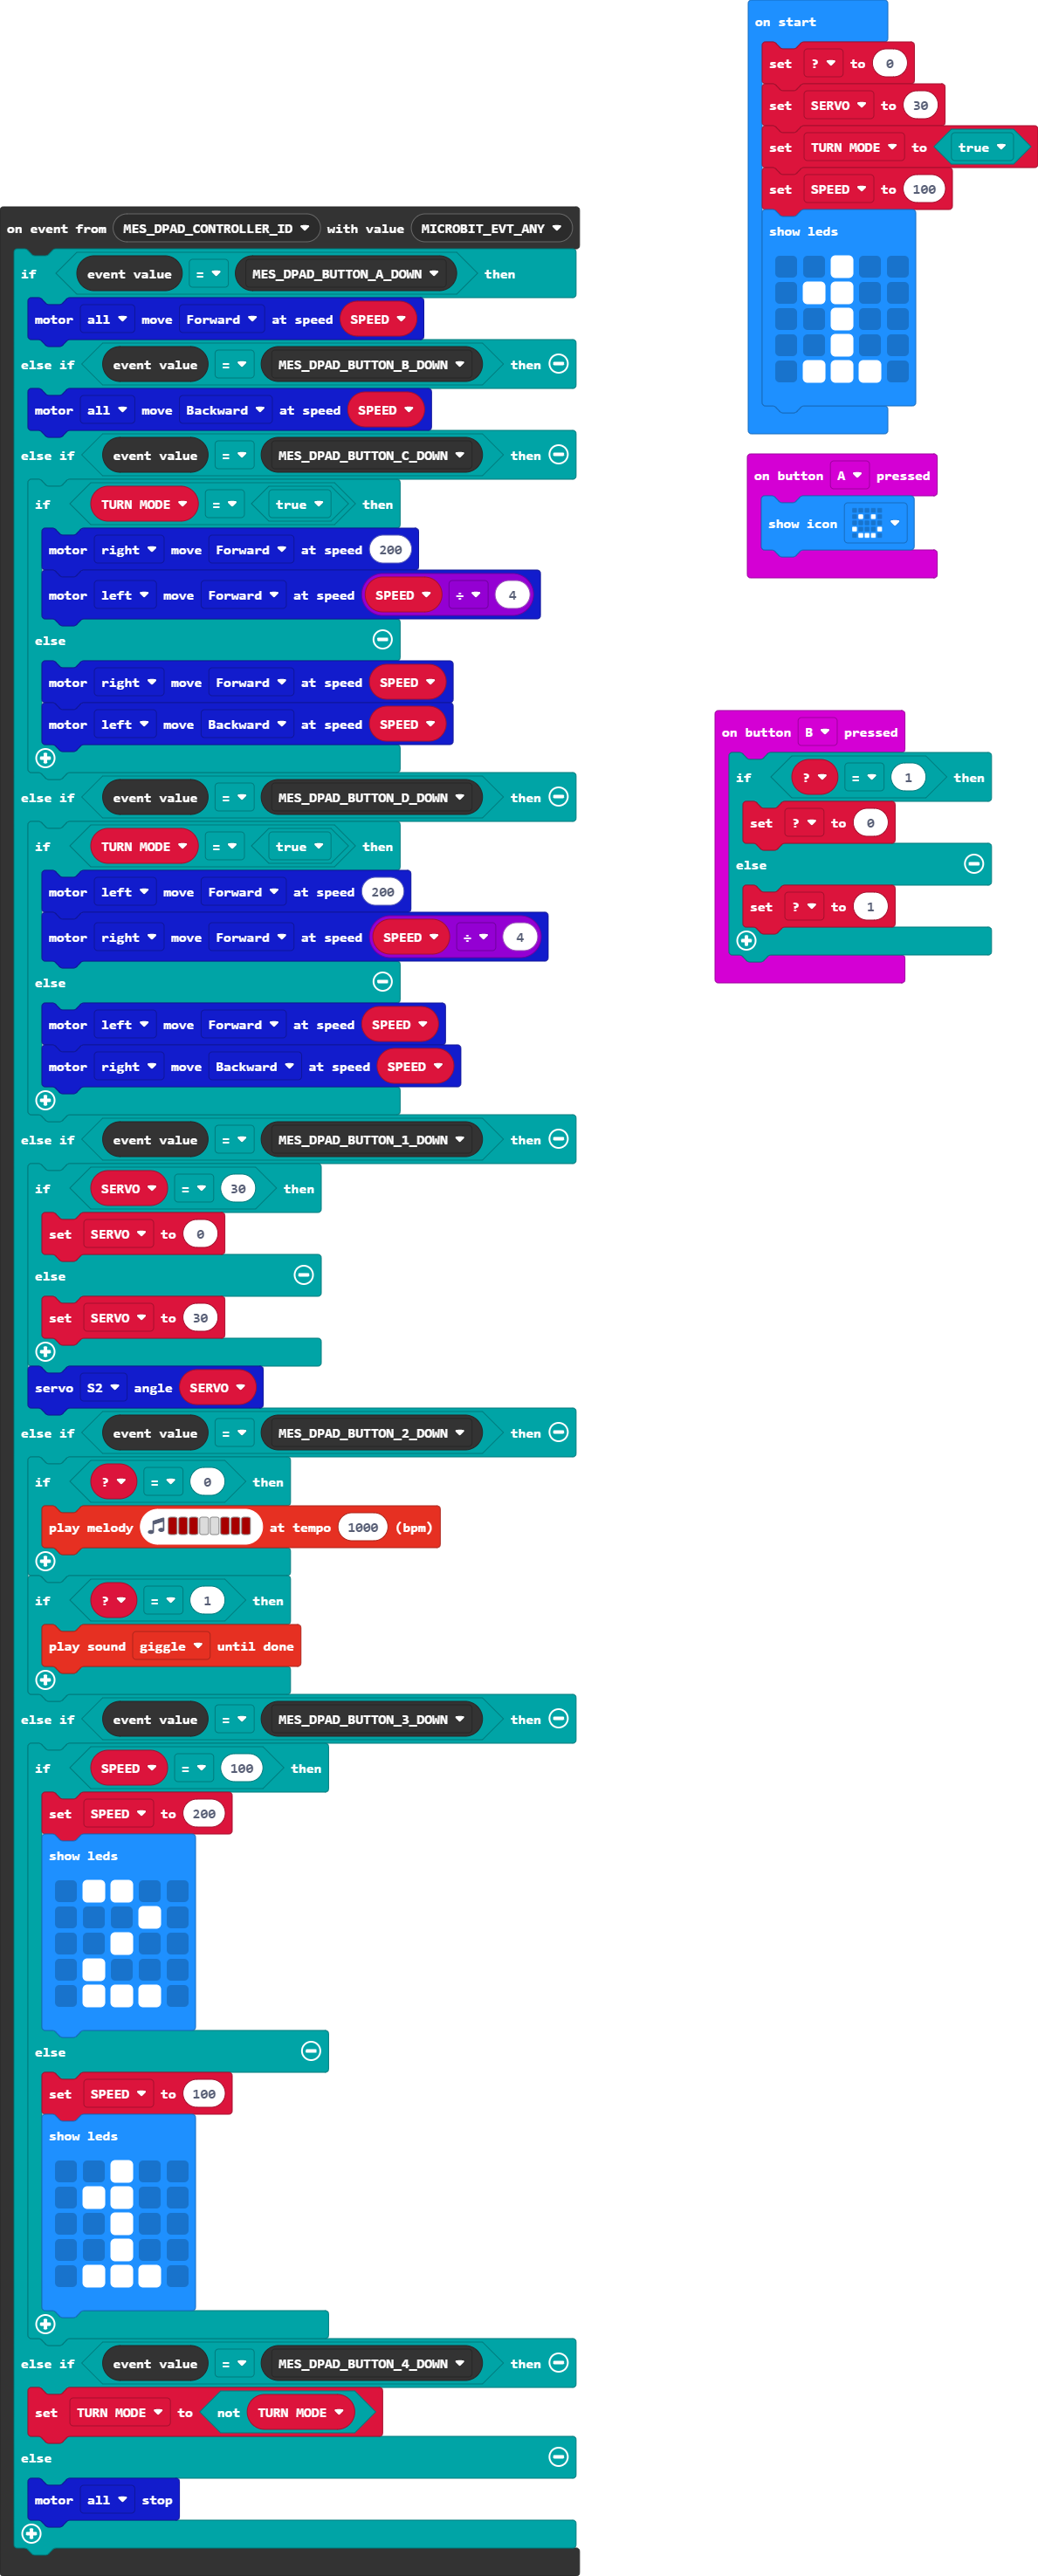 on start
set ? to 0
set SERVO to 30
set TURN MODE to true
set SPEED to 100
show leds
on button A pressed
show icon
on button B pressed
if ? = 1 then
set ? to 0
else
set ? to 1
on event from MES_DPAD_CONTROLLER_ID with value MICROBIT_EVT_ANY
if event value = MES_DPAD_BUTTON_A_DOWN then
motor all move Forward at speed SPEED
else if event value = MES_DPAD_BUTTON_B_DOWN then
motor all move Backward at speed SPEED
else if event value = MES_DPAD_BUTTON_C_DOWN then
if TURN MODE = true then
motor right move Forward at speed 200
motor left move Forward at speed SPEED ÷ 4
else
motor right move Forward at speed SPEED
motor left move Backward at speed SPEED
else if event value = MES_DPAD_BUTTON_D_DOWN then
if TURN MODE = true then
motor left move Forward at speed 200
motor right move Forward at speed SPEED ÷ 4
else
motor left move Forward at speed SPEED
motor right move Backward at speed SPEED
else if event value = MES_DPAD_BUTTON_1_DOWN then
if SERVO = 30 then
set SERVO to 0
else
set SERVO to 30
servo S2 angle SERVO
else if event value = MES_DPAD_BUTTON_2_DOWN then
if ? = 0 then
play melody at tempo 1000 (bpm)
if ? = 1 then
play sound giggle until done
else if event value = MES_DPAD_BUTTON_3_DOWN then
if SPEED = 100 then
set SPEED to 200
show leds
else
set SPEED to 100
show leds
else if event value = MES_DPAD_BUTTON_4_DOWN then
set TURN MODE to not TURN MODE
else
motor all stop